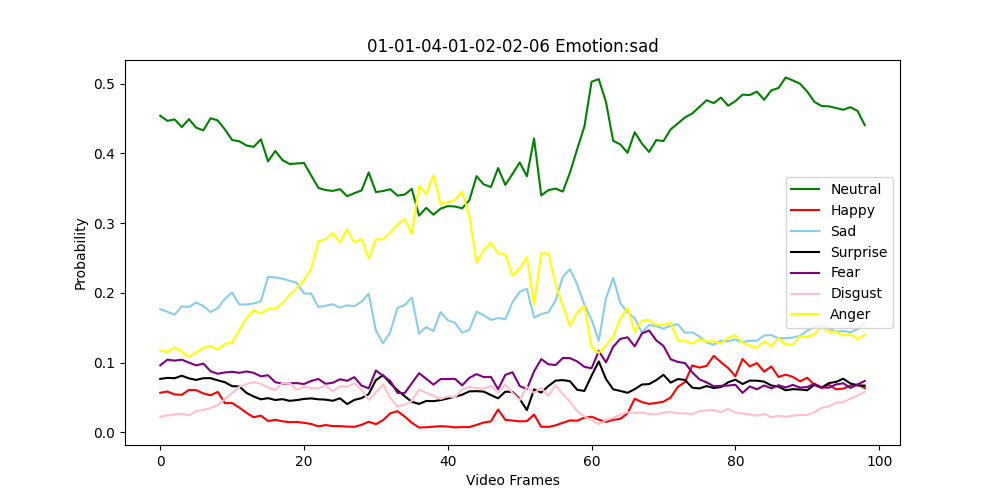 01-01-04-01-02-02-06 Emotion:sad
Probability
0.5
0.4
0.3
0.2
0.1
0.0
Neutral
Happy
Sad
Surprise
Fear
Disgust
Anger
0 20 40 60 80 100
Video Frames